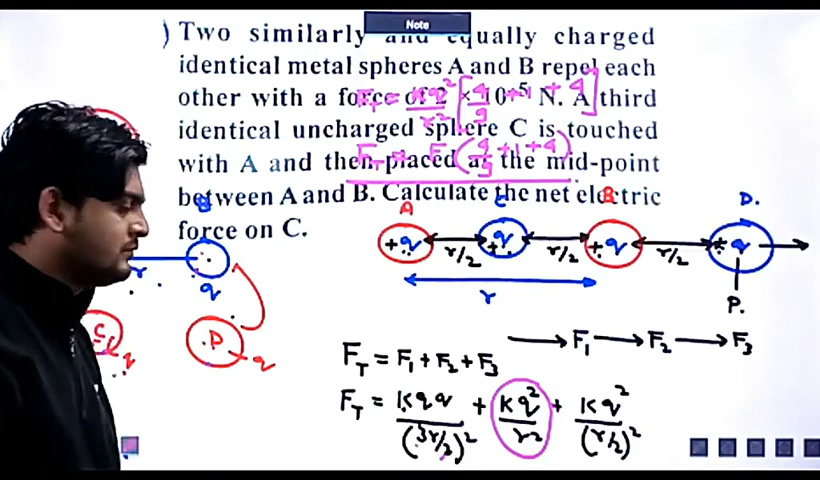 Note
) Two similarly and equally charged
identical metal spheres A and B repel each
other with a force of 2 × 10⁻⁵ N. A third
identical uncharged sphere C is touched
with A and then placed at the mid-point
between A and B. Calculate the net electric
force on C.
A C B D.
+q q +q q
r/2 r/2 r/2
r
P.
r
q
C D
q q
→ F₁ → F₂ → F₃
F_T = F₁ + F₂ + F₃
F_T = kqq/(3r/2)² + kq²/r² + kq²/(r/2)²